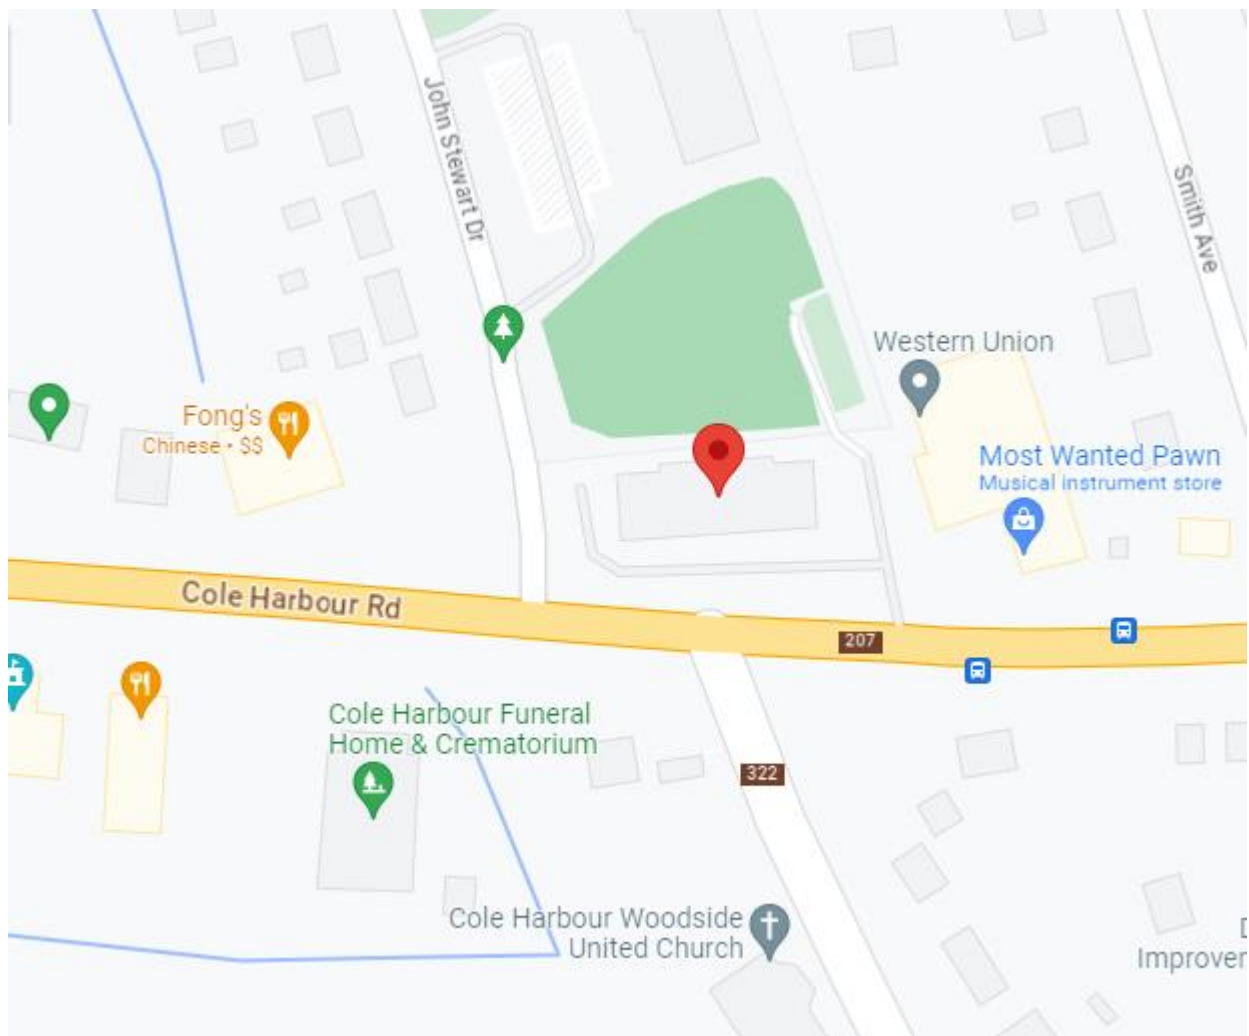 John Stewart Dr
Smith Ave
Western Union
Fong's
Chinese • $$
Most Wanted Pawn
Musical instrument store
Cole Harbour Rd
207
Cole Harbour Funeral
Home & Crematorium
322
Cole Harbour Woodside
United Church
Improver